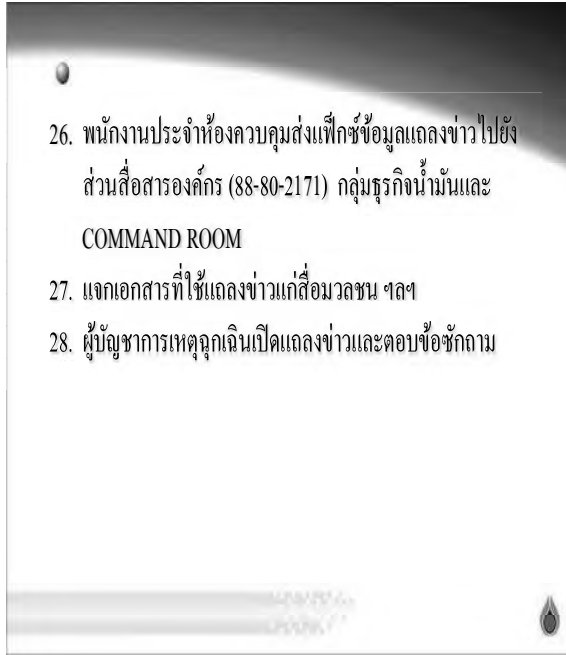 26. พนักงานประจำห้องควบคุมส่งแฟ็กซ์ข้อมูลแถลงข่าวไปยัง
ส่วนสื่อสารองค์กร (88-80-2171) กลุ่มธุรกิจน้ำมันและ
COMMAND ROOM
27. แจกเอกสารที่ใช้แถลงข่าวแก่สื่อมวลชน ฯลฯ
28. ผู้บัญชาการเหตุฉุกเฉินเปิดแถลงข่าวและตอบข้อซักถาม